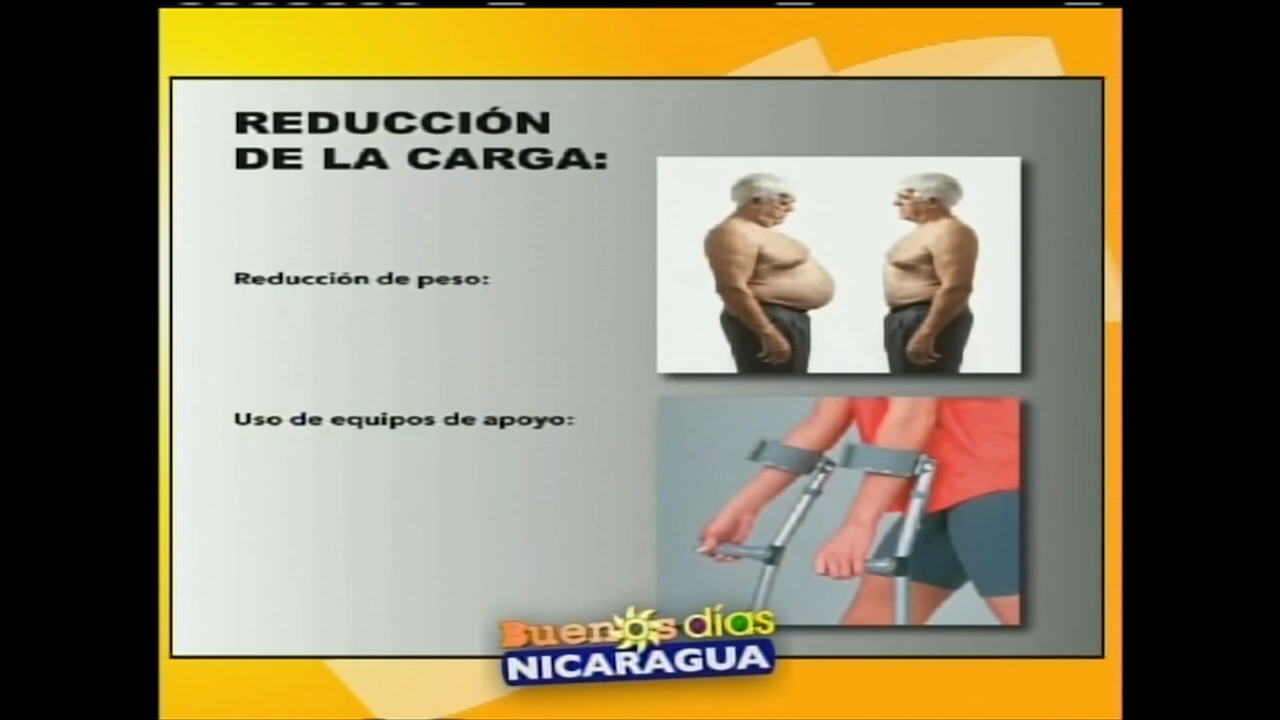 REDUCCIÓN
DE LA CARGA:
Reducción de peso:
Uso de equipos de apoyo:
Buenos días
NICARAGUA